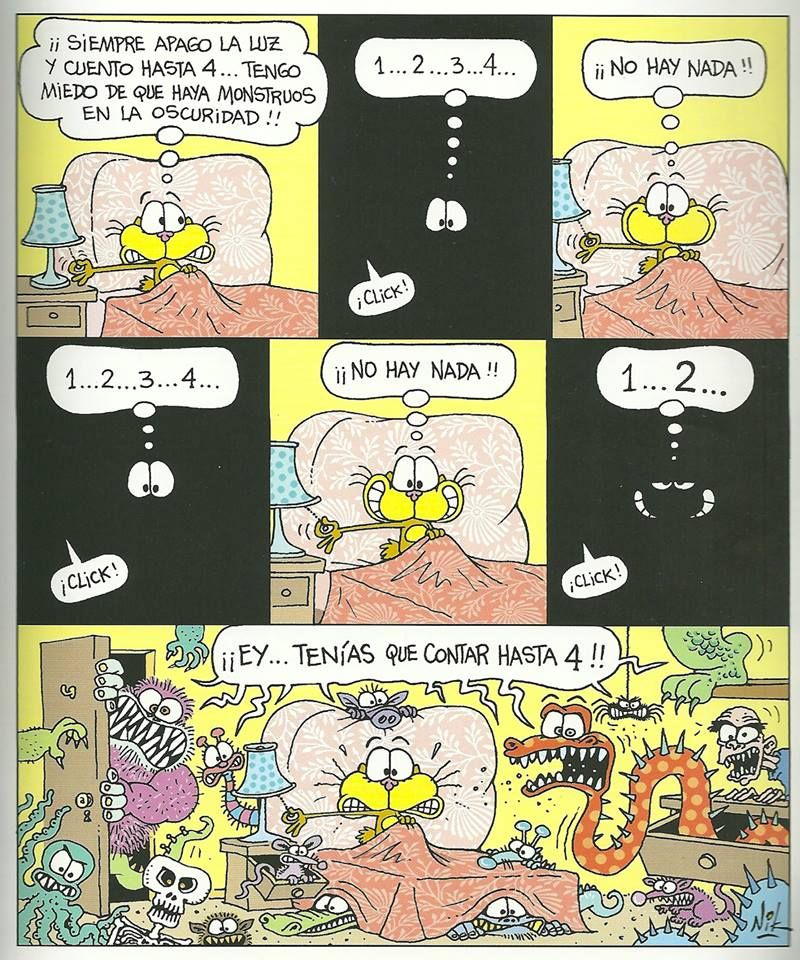 ¡¡SIEMPRE APAGO LA LUZ
Y CUENTO HASTA 4... TENGO
MIEDO DE QUE HAYA MONSTRUOS
EN LA OSCURIDAD!!
1...2...3...4...
¡CLICK!
¡¡NO HAY NADA!!
1...2...3...4...
¡CLICK!
¡¡NO HAY NADA!!
1...2...
¡CLICK!
¡¡EY... TENÍAS QUE CONTAR HASTA 4!!
NiK